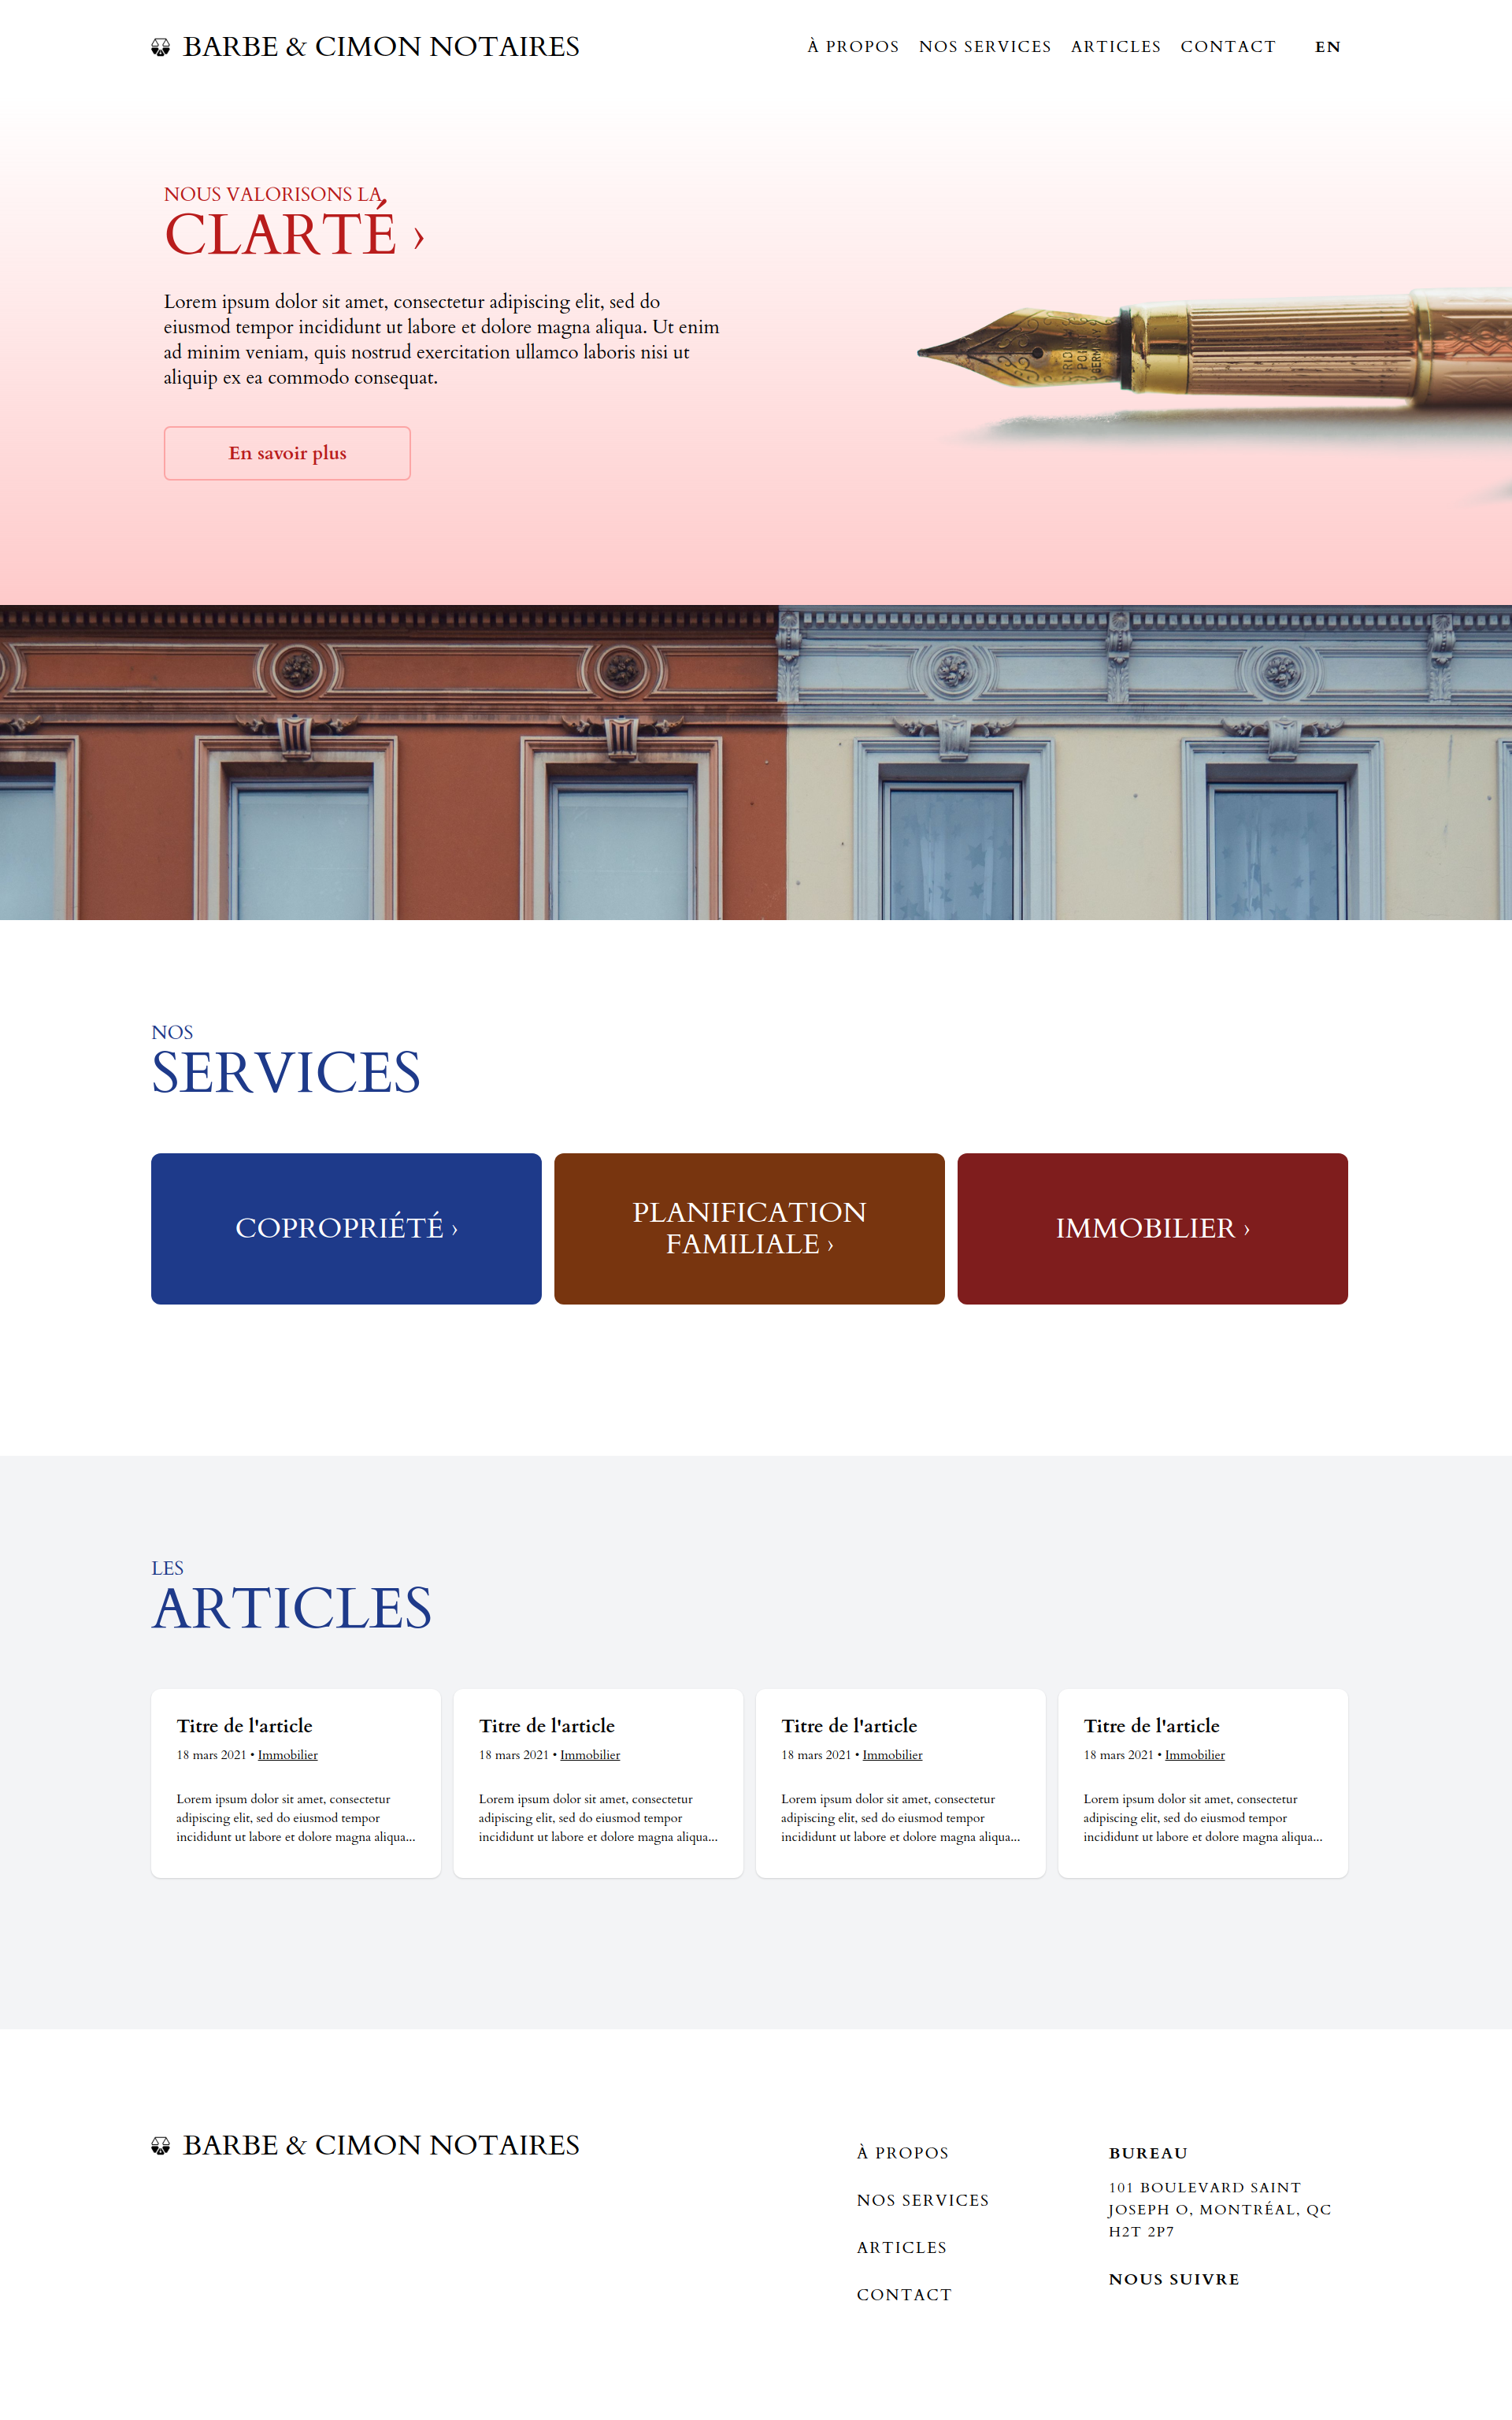 BARBE & CIMON NOTAIRES
À PROPOS NOS SERVICES ARTICLES CONTACT EN
NOUS VALORISONS LA
CLARTÉ ›
Lorem ipsum dolor sit amet, consectetur adipiscing elit, sed do
eiusmod tempor incididunt ut labore et dolore magna aliqua. Ut enim
ad minim veniam, quis nostrud exercitation ullamco laboris nisi ut
aliquip ex ea commodo consequat.
En savoir plus
NOS
SERVICES
COPROPRIÉTÉ ›
PLANIFICATION
FAMILIALE ›
IMMOBILIER ›
LES
ARTICLES
Titre de l'article
18 mars 2021 • Immobilier
Lorem ipsum dolor sit amet, consectetur
adipiscing elit, sed do eiusmod tempor
incididunt ut labore et dolore magna aliqua...
Titre de l'article
18 mars 2021 • Immobilier
Lorem ipsum dolor sit amet, consectetur
adipiscing elit, sed do eiusmod tempor
incididunt ut labore et dolore magna aliqua...
Titre de l'article
18 mars 2021 • Immobilier
Lorem ipsum dolor sit amet, consectetur
adipiscing elit, sed do eiusmod tempor
incididunt ut labore et dolore magna aliqua...
Titre de l'article
18 mars 2021 • Immobilier
Lorem ipsum dolor sit amet, consectetur
adipiscing elit, sed do eiusmod tempor
incididunt ut labore et dolore magna aliqua...
BARBE & CIMON NOTAIRES
À PROPOS
NOS SERVICES
ARTICLES
CONTACT
BUREAU
101 BOULEVARD SAINT
JOSEPH O, MONTRÉAL, QC
H2T 2P7
NOUS SUIVRE